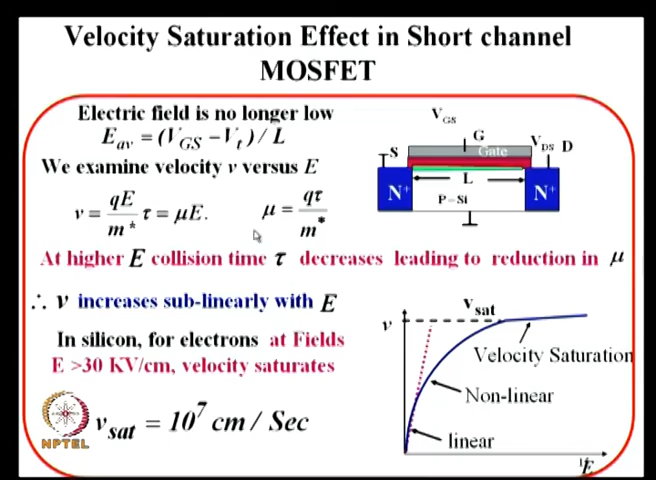 Velocity Saturation Effect in Short channel
MOSFET
Electric field is no longer low
E_av = (V_GS - V_t) / L
We examine velocity v versus E
v = qE / m* τ = μE.    μ = qτ / m*
At higher E collision time τ decreases leading to reduction in μ
∴ v increases sub-linearly with E
In silicon, for electrons at Fields
E >30 KV/cm, velocity saturates
v_sat = 10^7 cm / Sec
NPTEL
V_GS
G
S
Gate
V_DS D
L
N+
P-Si
N+
v
v_sat
Velocity Saturation
Non-linear
linear
E